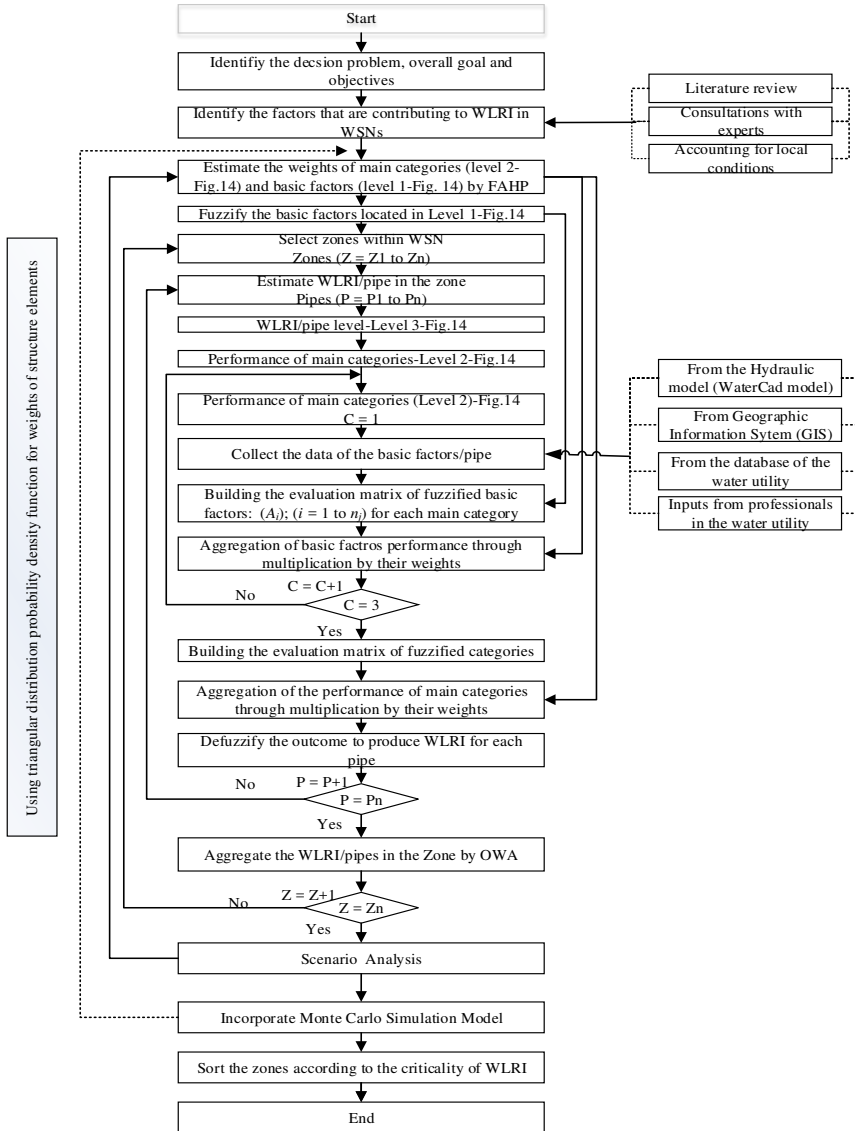 Start
Identifiy the decsion problem, overall goal and
objectives
Identify the factors that are contributing to WLRI in
WSNs
Literature review
Consultations with
experts
Accounting for local
conditions
Estimate the weights of main categories (level 2-
Fig.14) and basic factors (level 1-Fig. 14) by FAHP
Fuzzify the basic factors located in Level 1-Fig.14
Select zones within WSN
Zones (Z = Z1 to Zn)
Estimate WLRI/pipe in the zone
Pipes (P = P1 to Pn)
WLRI/pipe level-Level 3-Fig.14
Performance of main categories-Level 2-Fig.14
Performance of main categories (Level 2)-Fig.14
C = 1
Collect the data of the basic factors/pipe
From the Hydraulic
model (WaterCad model)
From Geographic
Information Sytem (GIS)
From the database of the
water utility
Inputs from professionals
in the water utility
Building the evaluation matrix of fuzzified basic
factors: (Ai); (i = 1 to nj) for each main category
Aggregation of basic factros performance through
multiplication by their weights
C = C+1
No
C = 3
Yes
Building the evaluation matrix of fuzzified categories
Aggregation of the performance of main categories
through multiplication by their weights
Defuzzify the outcome to produce WLRI for each
pipe
P = P+1
No
P = Pn
Yes
Aggregate the WLRI/pipes in the Zone by OWA
Z = Z+1
No
Z = Zn
Yes
Scenario Analysis
Incorporate Monte Carlo Simulation Model
Sort the zones according to the criticality of WLRI
End
Using triangular distribution probability density function for weights of structure elements